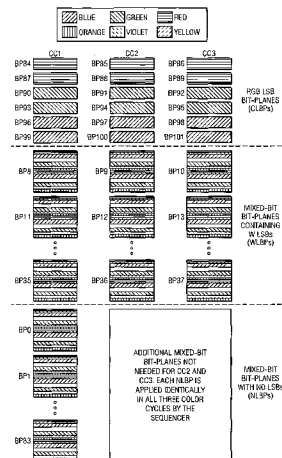 BLUE GREEN RED
ORANGE VIOLET YELLOW
CC1 CC2 CC3
BP84 BP85 BP86
BP87 BP88 BP89
BP90 BP91 BP92
BP93 BP94 BP95
BP96 BP97 BP98
BP99 BP100 BP101
RGB LSB
BIT-PLANES
(CLBPs)
BP8 BP9 BP10
BP11 BP12 BP13
BP35 BP36 BP37
MIXED-BIT
BIT-PLANES
CONTAINING
W LSBs
(WLBPs)
BP0
BP1
BP83
ADDITIONAL MIXED-BIT
BIT-PLANES NOT
NEEDED FOR CC2 AND
CC3. EACH NLBP IS
APPLIED IDENTICALLY
IN ALL THREE COLOR
CYCLES BY THE
SEQUENCER
MIXED-BIT
BIT-PLANES
WITH NO LSBs
(NLBPs)